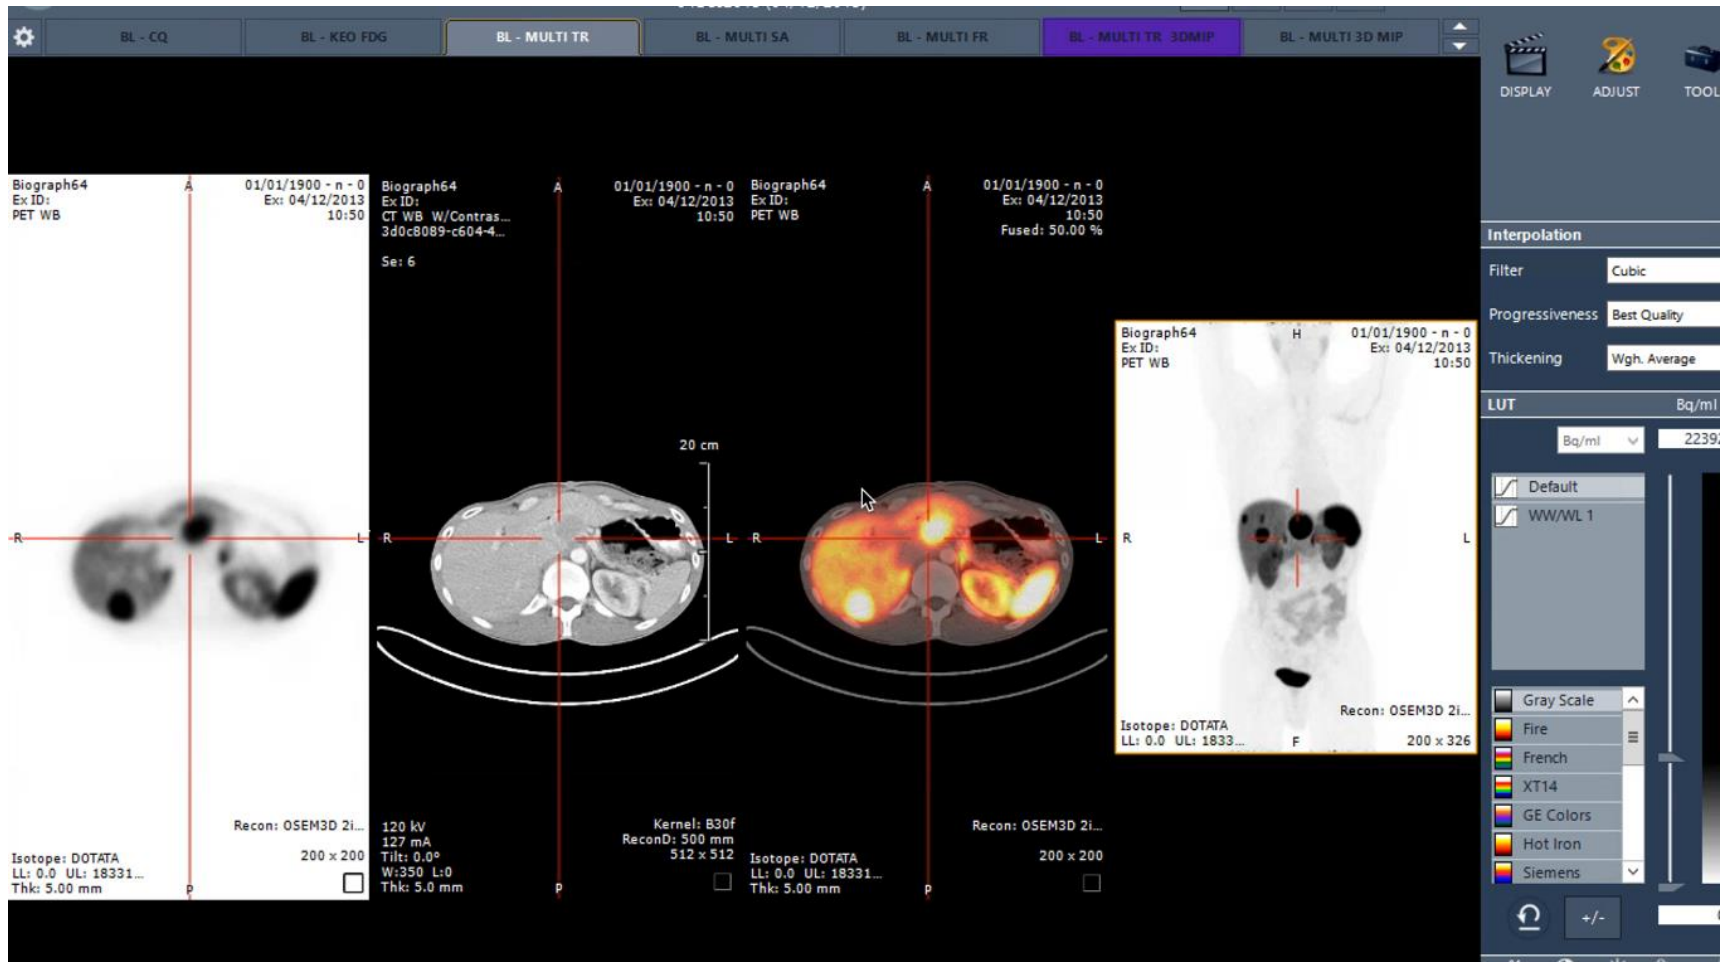 BL - CQ
BL - KEO FDG
BL - MULTI TR
BL - MULTI SA
BL - MULTI FR
BL - MULTI TR 3DMIP
BL - MULTI 3D MIP
DISPLAY
ADJUST
TOOL
Biograph64
Ex ID:
PET WB
A
01/01/1900 - n - 0
Ex: 04/12/2013
10:50
R
L
Recon: OSEM3D 2i...
200 x 200
Isotope: DOTATA
LL: 0.0 UL: 18331...
Thk: 5.00 mm
P
Biograph64
Ex ID:
CT WB W/Contras...
3d0c8089-c604-4...
Se: 6
A
01/01/1900 - n - 0
Ex: 04/12/2013
10:50
20 cm
R
L
120 kV
127 mA
Tilt: 0.0°
W:350 L:0
Thk: 5.0 mm
Kernel: B30f
ReconD: 500 mm
512 x 512
P
Biograph64
Ex ID:
PET WB
A
01/01/1900 - n - 0
Ex: 04/12/2013
10:50
Fused: 50.00 %
R
L
Recon: OSEM3D 2i...
200 x 200
Isotope: DOTATA
LL: 0.0 UL: 18331...
Thk: 5.00 mm
P
Biograph64
Ex ID:
PET WB
H
01/01/1900 - n - 0
Ex: 04/12/2013
10:50
R
L
Recon: OSEM3D 2i...
Isotope: DOTATA
LL: 0.0 UL: 1833...
F
200 x 326
Interpolation
Filter
Cubic
Progressiveness
Best Quality
Thickening
Wgh. Average
LUT
Bq/ml
Bq/ml
2239
Default
WW/WL 1
Gray Scale
Fire
French
XT14
GE Colors
Hot Iron
Siemens
+/-